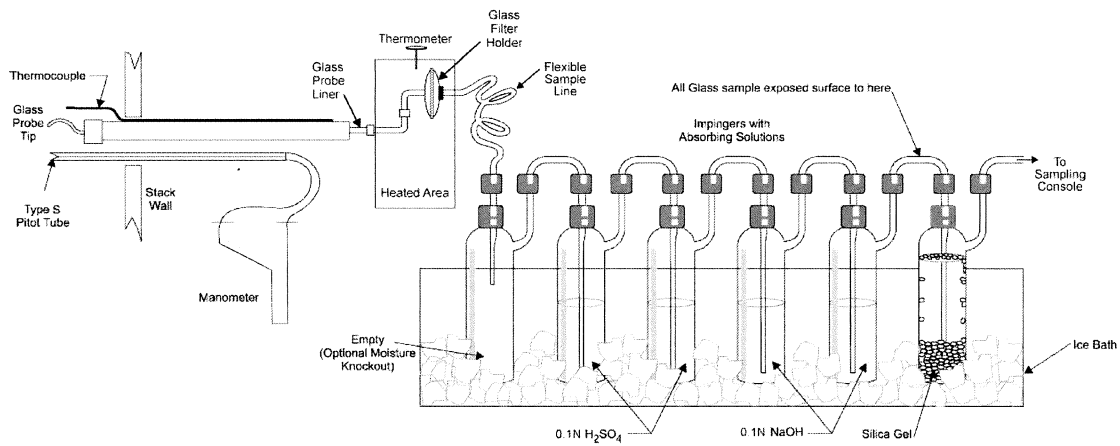 Glass
Filter
Holder
Thermometer
Thermocouple
Glass
Probe
Liner
Flexible
Sample
Line
All Glass sample exposed surface to here
Glass
Probe
Tip
Impingers with
Absorbing Solutions
To
Sampling
Console
Stack
Wall
Heated Area
Type S
Pitot Tube
Manometer
Empty
(Optional Moisture
Knockout)
Ice Bath
0.1N H₂SO₄
0.1N NaOH
Silica Gel